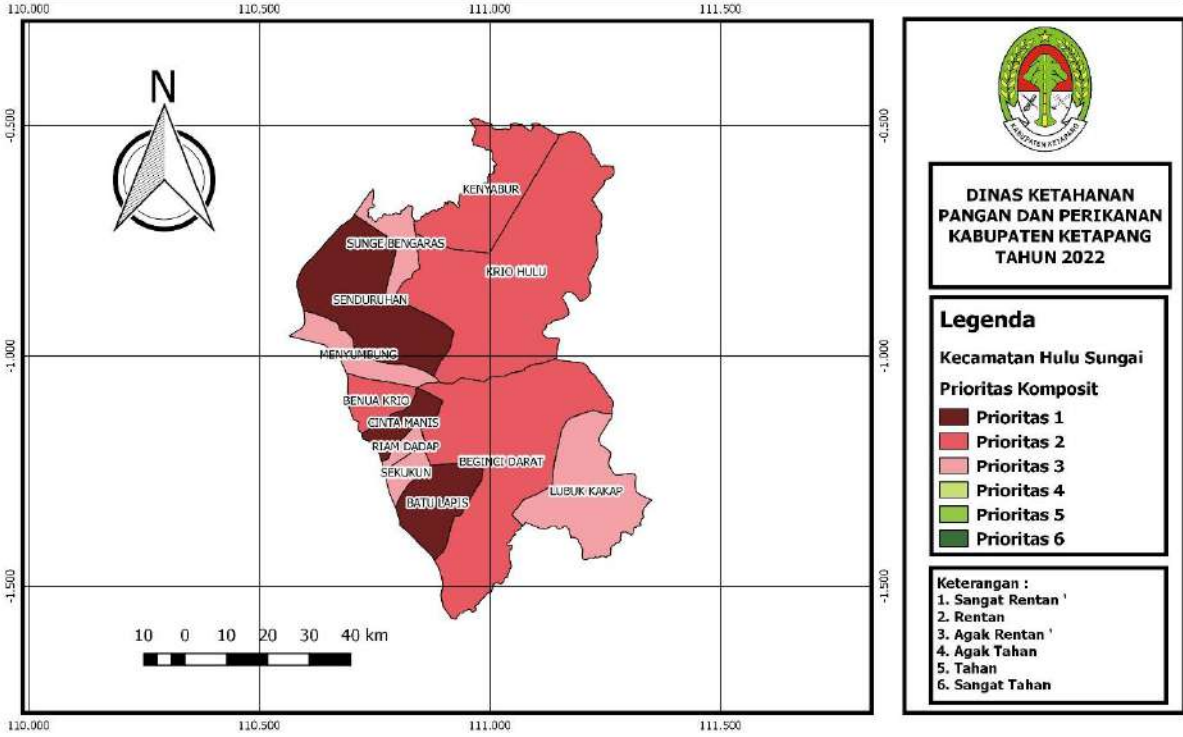 110.000 110.500 111.000 111.500
N
-0.500 -0.500
KENYABUR
SUNGE BENGARAS
KRIO HULU
SENDURUHAN
-1.000 -1.000
MENYUMBUNG
BENUA KRIO
CINTA MANIS
RIAM DADAP
BEGINCI DARAT
SEKUKUN
LUBUK KAKAP
BATU LAPIS
-1.500 -1.500
10 0 10 20 30 40 km
110.000 110.500 111.000 111.500
KABUPATEN KETAPANG
DINAS KETAHANAN
PANGAN DAN PERIKANAN
KABUPATEN KETAPANG
TAHUN 2022
Legenda
Kecamatan Hulu Sungai
Prioritas Komposit
Prioritas 1
Prioritas 2
Prioritas 3
Prioritas 4
Prioritas 5
Prioritas 6
Keterangan :
1. Sangat Rentan '
2. Rentan
3. Agak Rentan '
4. Agak Tahan
5. Tahan
6. Sangat Tahan